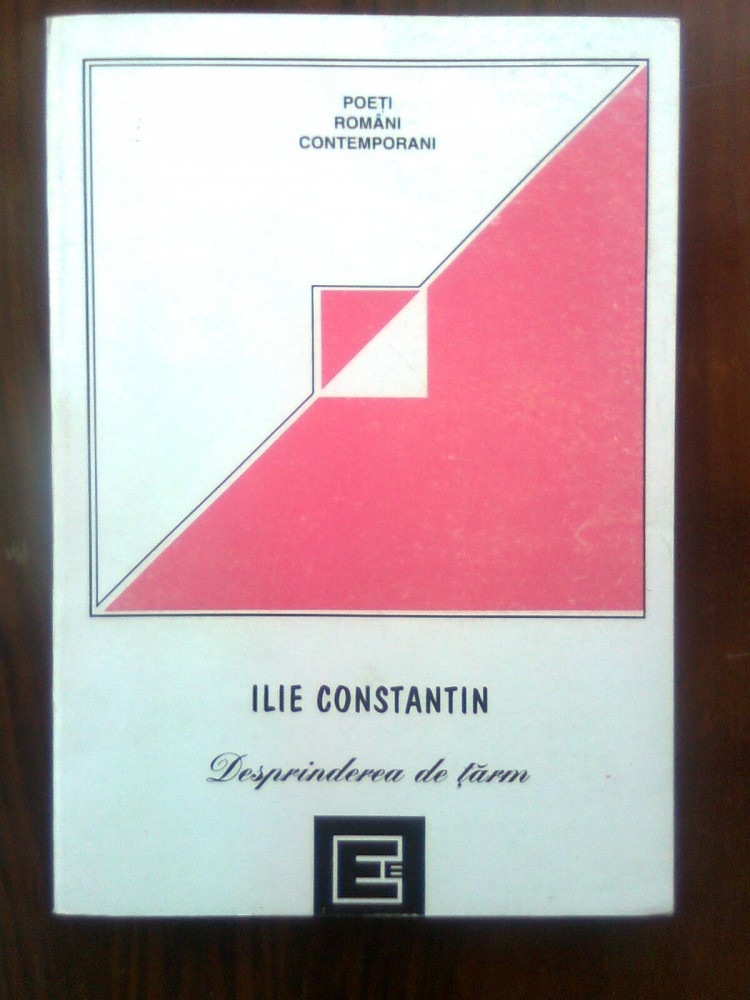 POEȚI
ROMÂNI
CONTEMPORANI
ILIE CONSTANTIN
Desprinderea de țărm
E E